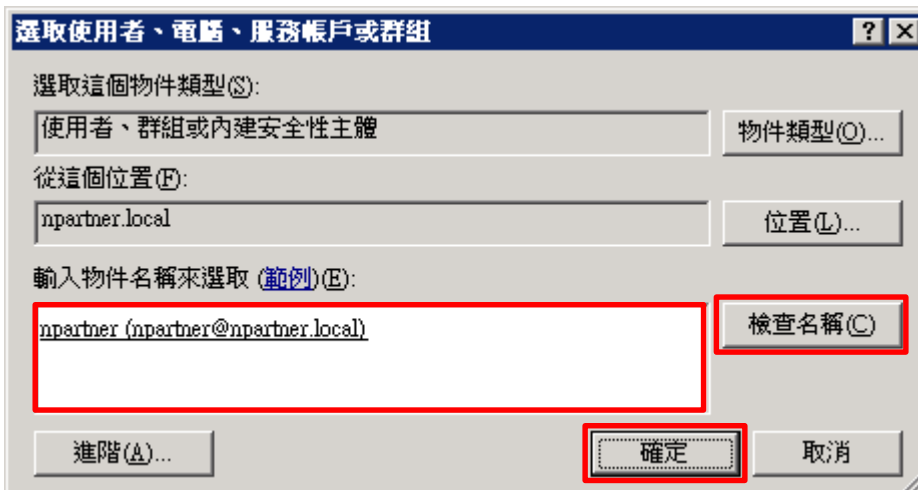 選取使用者、電腦、服務帳戶或群組
選取這個物件類型(S):
使用者、群組或內建安全性主體
物件類型(O)...
從這個位置(F):
npartner.local
位置(L)...
輸入物件名稱來選取 (範例)(E):
npartner (npartner@npartner.local)
檢查名稱(C)
進階(A)...
確定
取消